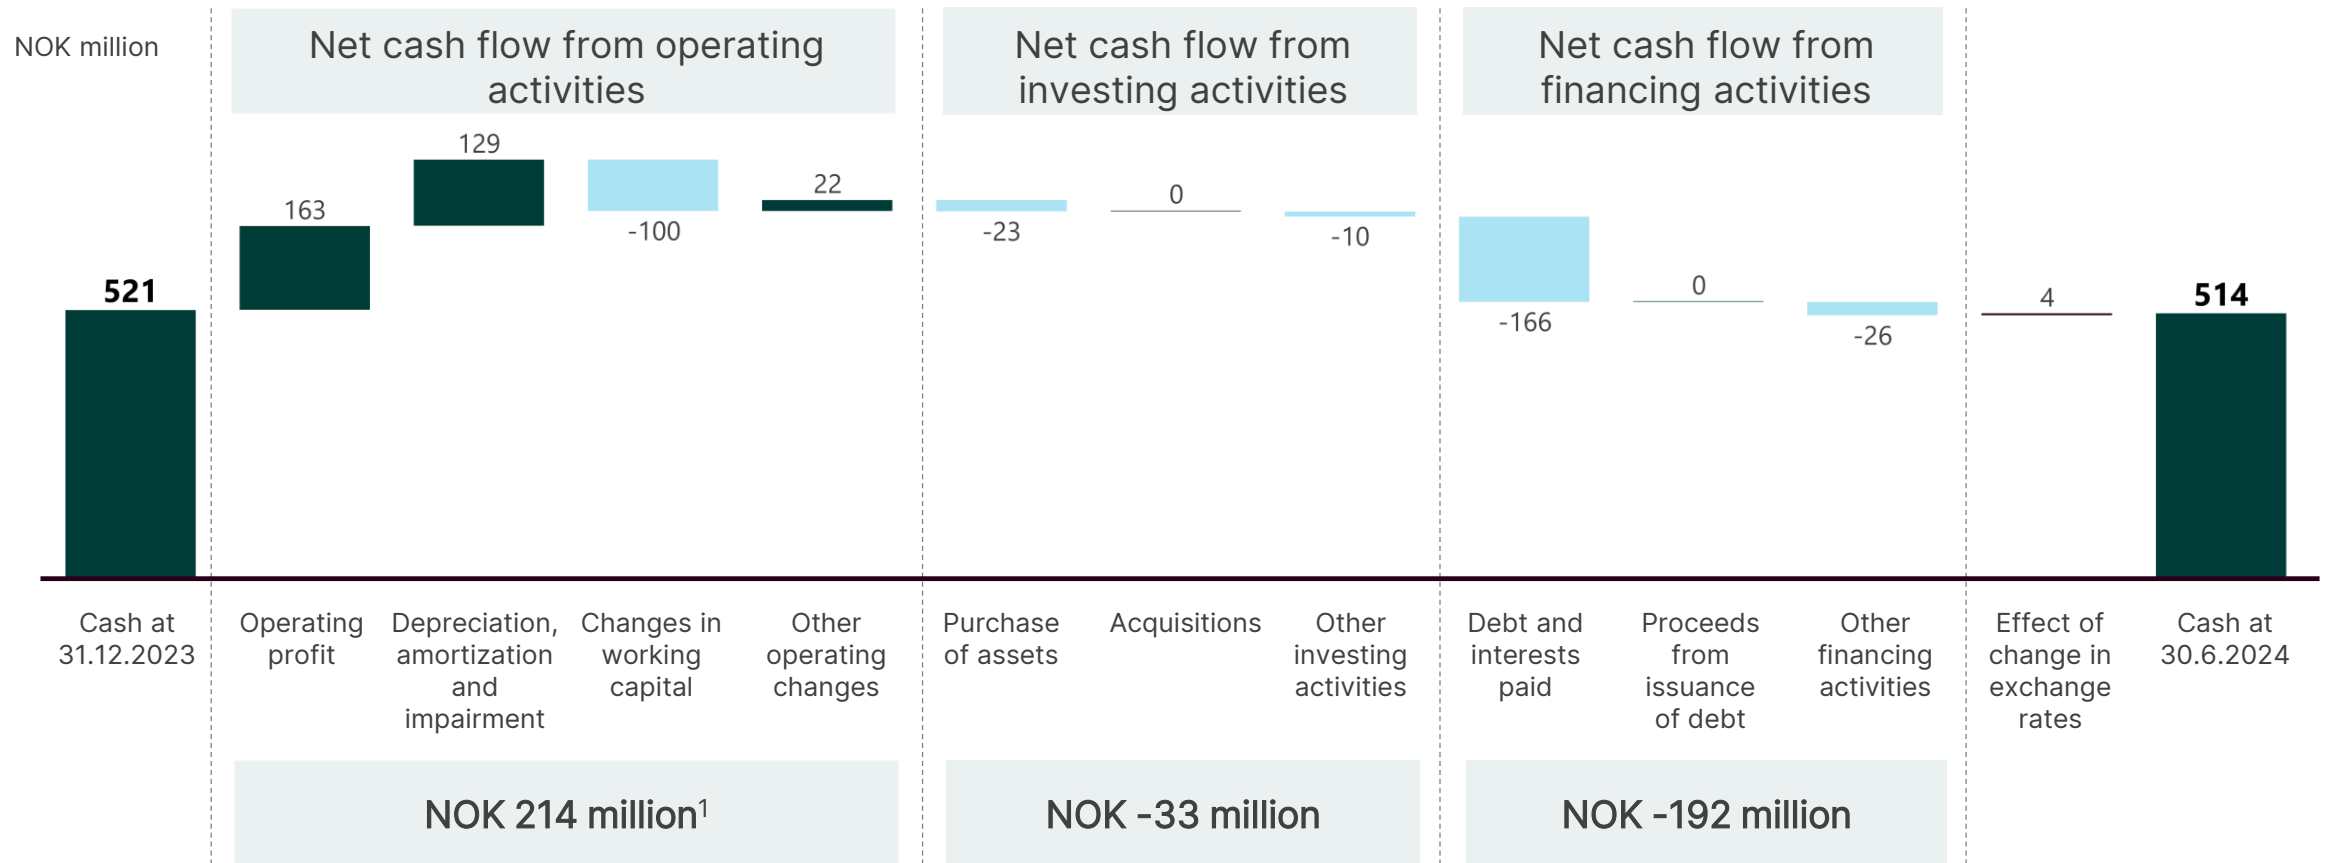 NOK million
Net cash flow from operating
activities
Net cash flow from
investing activities
Net cash flow from
financing activities
521
163
129
-100
22
-23
0
-10
-166
0
-26
4
514
Cash at
31.12.2023
Operating
profit
Depreciation,
amortization
and
impairment
Changes in
working
capital
Other
operating
changes
Purchase
of assets
Acquisitions
Other
investing
activities
Debt and
interests
paid
Proceeds
from
issuance
of debt
Other
financing
activities
Effect of
change in
exchange
rates
Cash at
30.6.2024
NOK 214 million¹
NOK -33 million
NOK -192 million